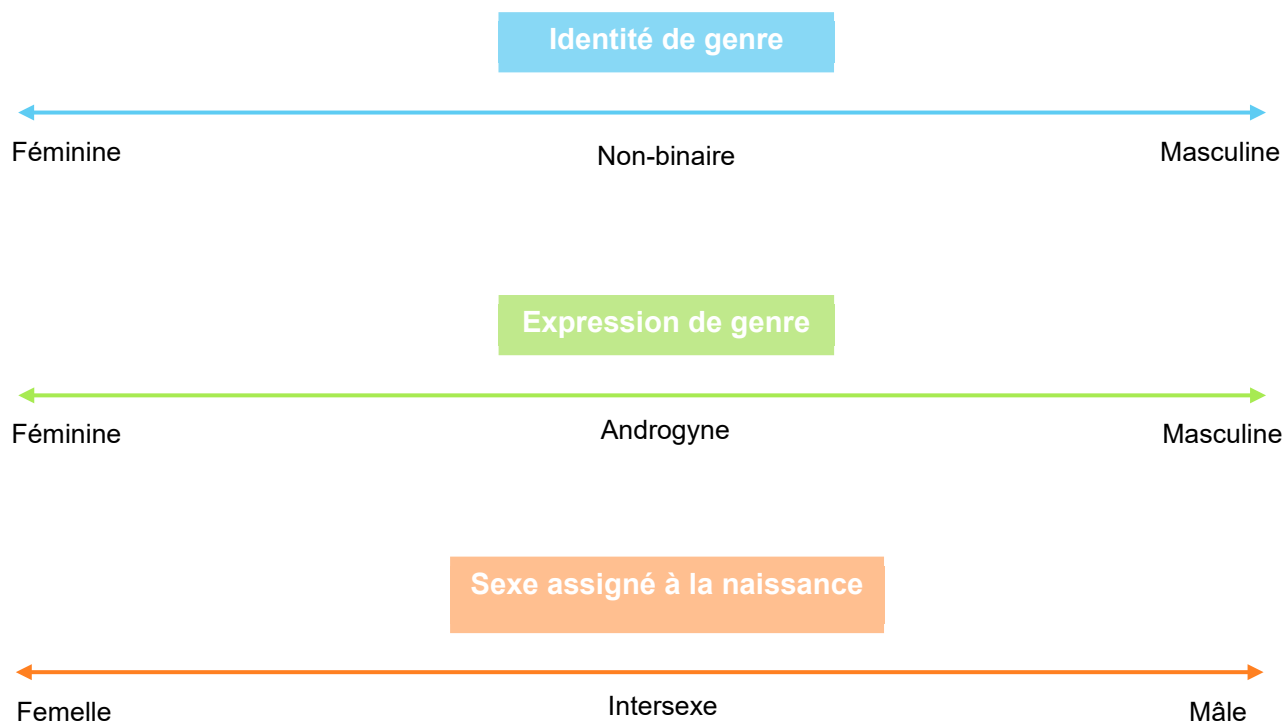 Identité de genre
Féminine Non-binaire Masculine
Expression de genre
Féminine Androgyne Masculine
Sexe assigné à la naissance
Femelle Intersexe Mâle